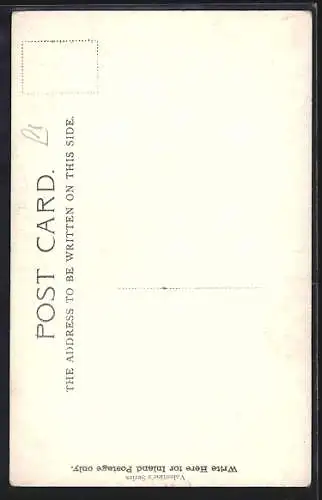 POST CARD.
THE ADDRESS TO BE WRITTEN ON THIS SIDE.
Write Here for Inland Postage only.
Valentine's Series